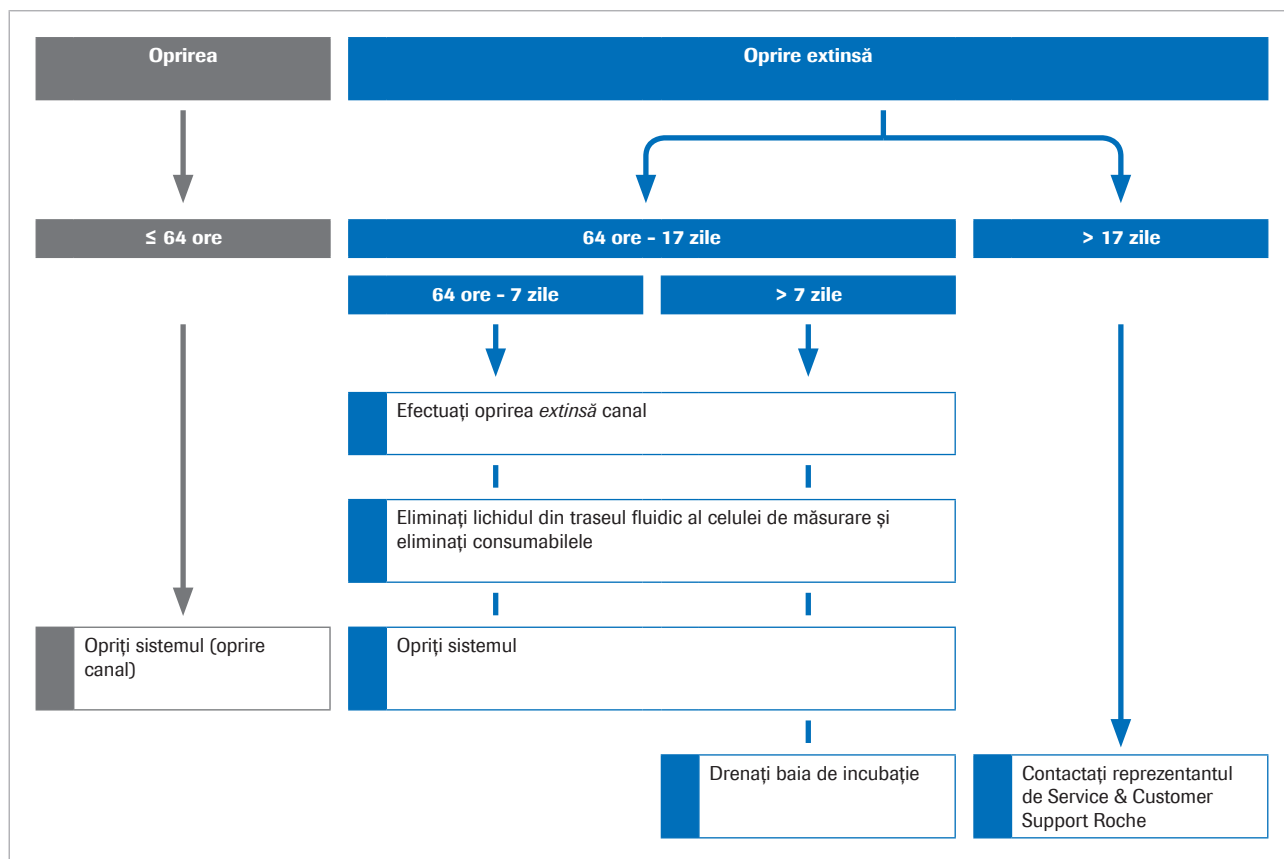 Oprirea
Oprire extinsă
≤ 64 ore
64 ore - 17 zile
> 17 zile
64 ore - 7 zile
> 7 zile
Efectuați oprirea extinsă canal
Eliminați lichidul din traseul fluidic al celulei de măsurare și
eliminați consumabilele
Opriți sistemul (oprire
canal)
Opriți sistemul
Drenați baia de incubație
Contactați reprezentantul
de Service & Customer
Support Roche